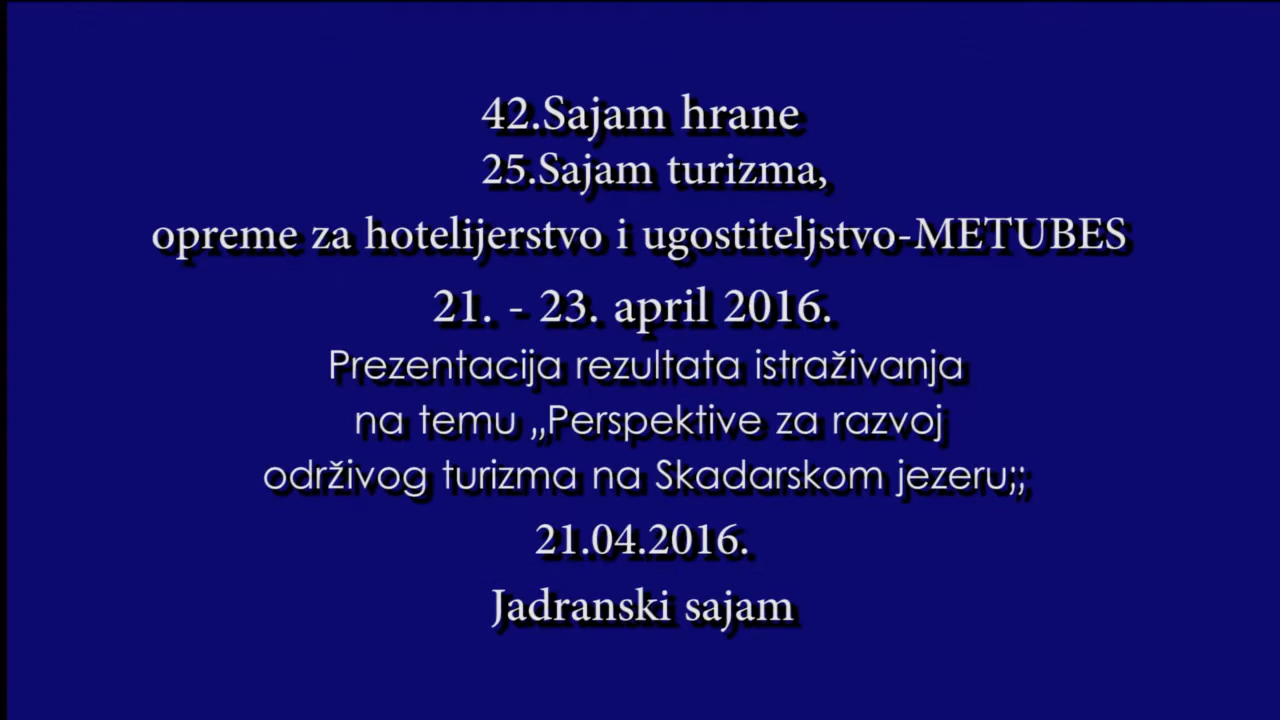 42.Sajam hrane
25.Sajam turizma,
opreme za hotelijerstvo i ugostiteljstvo-METUBES
21. - 23. april 2016.
Prezentacija rezultata istraživanja
na temu „Perspektive za razvoj
održivog turizma na Skadarskom jezeru;;
21.04.2016.
Jadranski sajam